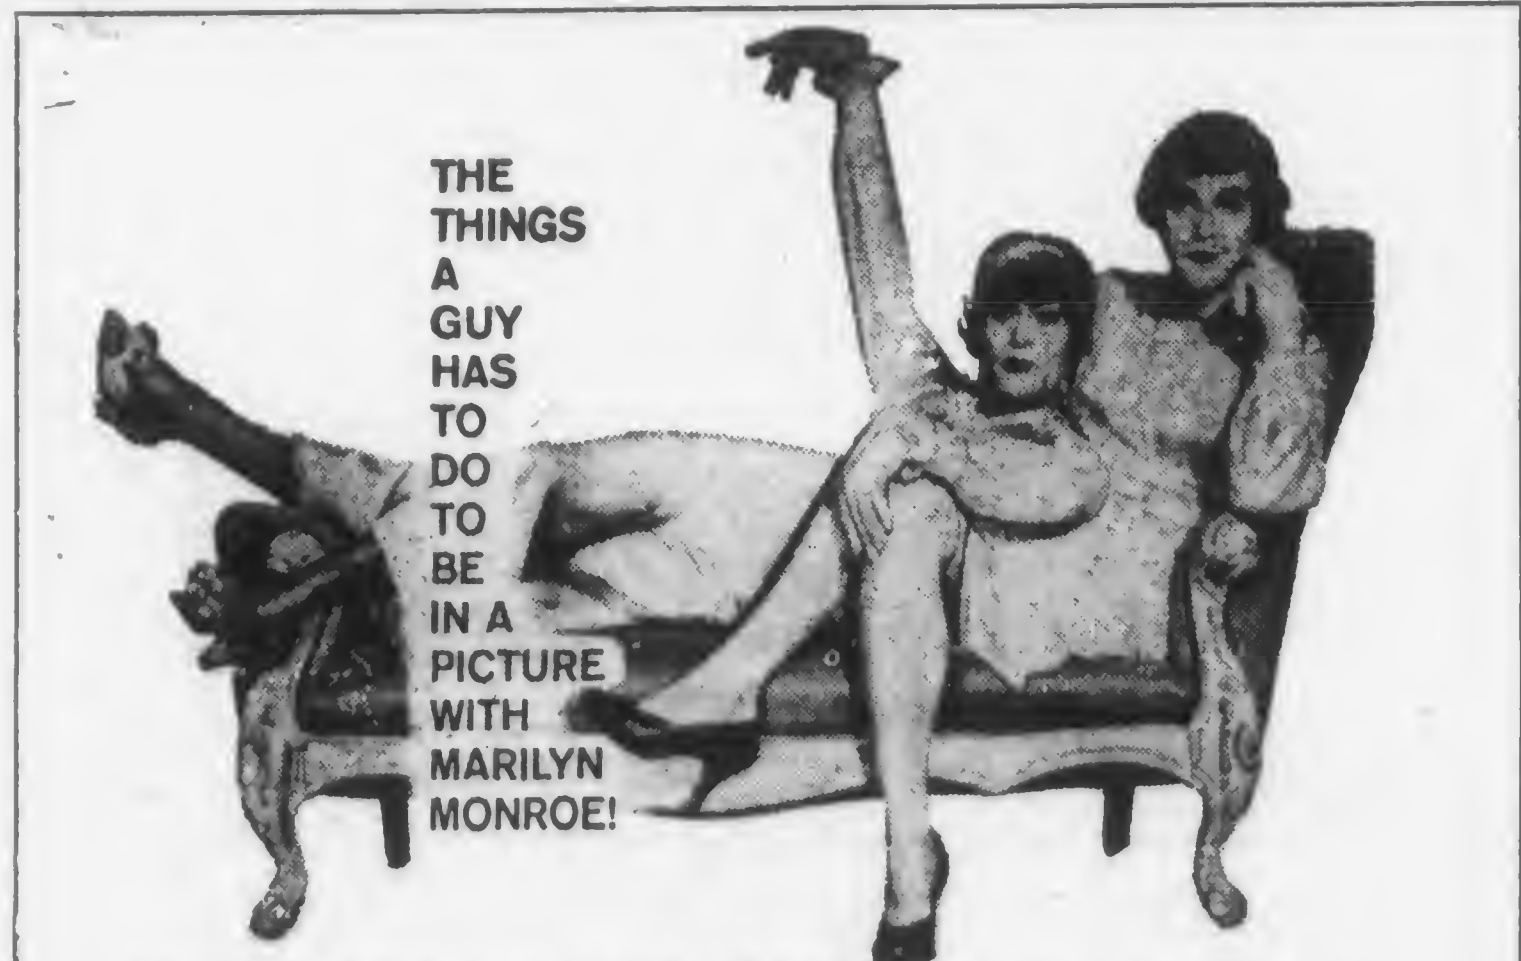 THE
THINGS
A
GUY
HAS
TO
DO
TO
BE
IN A
PICTURE
WITH
MARILYN
MONROE!